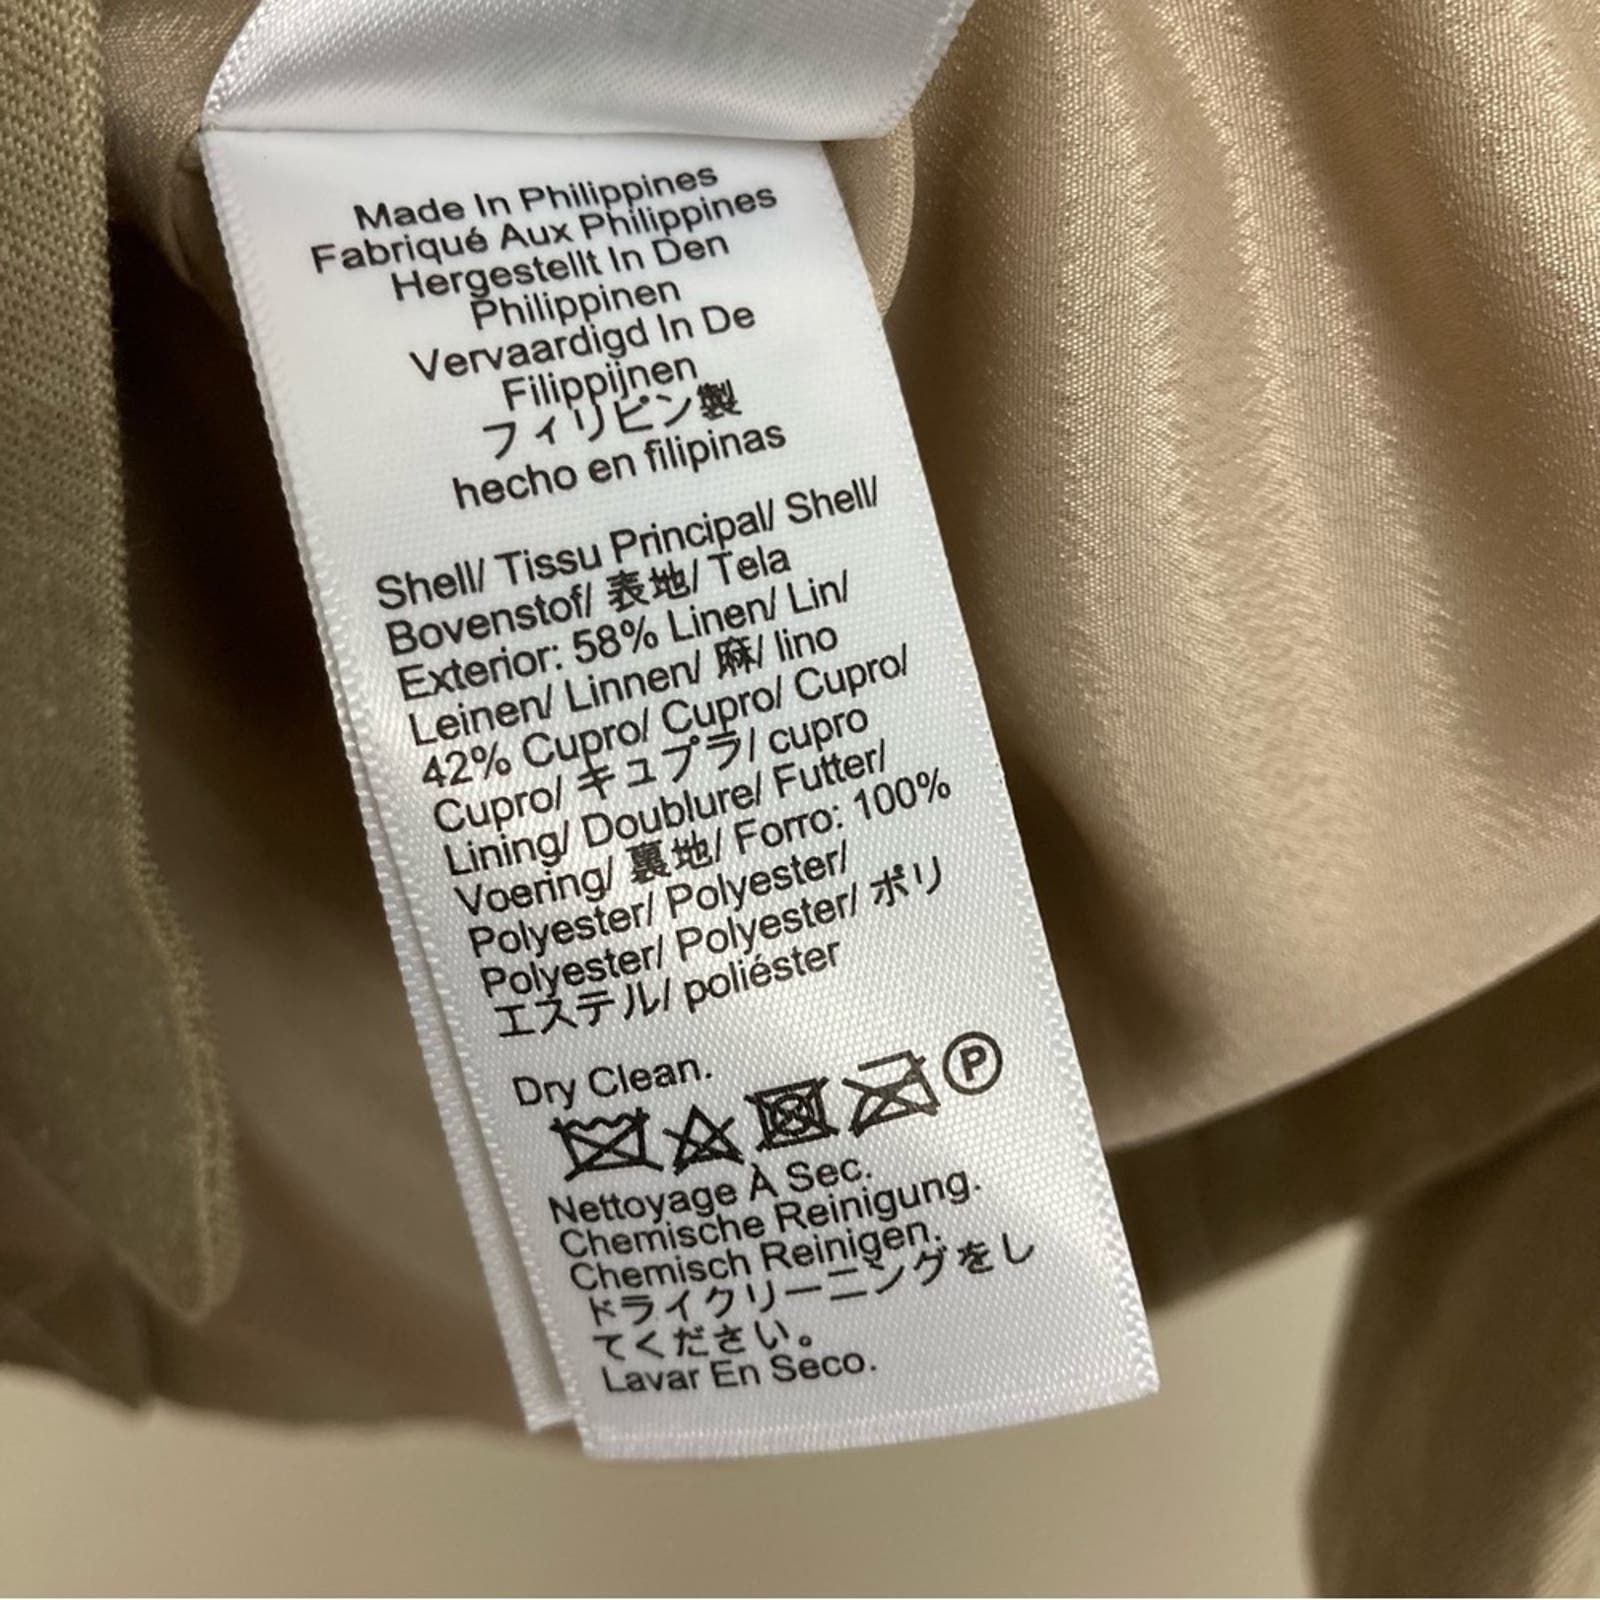 Made In Philippines
Fabriqué Aux Philippines
Hergestellt In Den
Philippinen
Vervaardigd In De
Filippijnen
フィリピン製
hecho en filipinas
Shell/ Tissu Principal/ Shell/
Bovenstof/ 表地/ Tela
Exterior: 58% Linen/ Lin/
Leinen/ Linnen/ 麻/ lino
42% Cupro/ Cupro/ Cupro/
Cupro/ キュプラ/ cupro
Lining/ Doublure/ Futter/
Voering/ 裏地/ Forro: 100%
Polyester/ Polyester/
Polyester/ Polyester/ ポリ
エステル/ poliéster
Dry Clean.
P
Nettoyage À Sec.
Chemische Reinigung.
Chemisch Reinigen.
ドライクリーニングをし
てください。
Lavar En Seco.